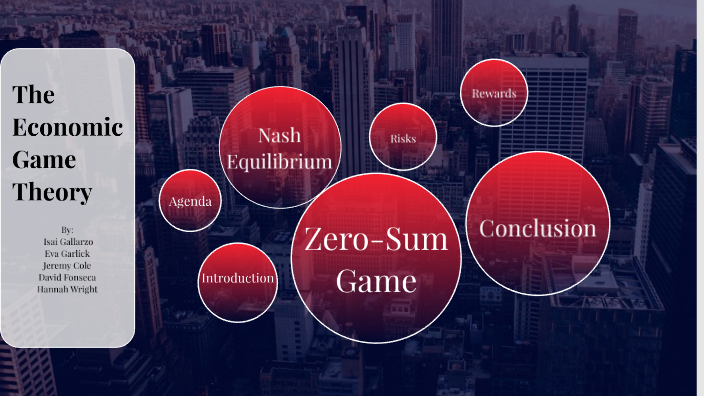 The
Economic
Game
Theory
By:
Isai Gallarzo
Eva Garlick
Jeremy Cole
David Fonseca
Hannah Wright
Agenda
Introduction
Nash
Equilibrium
Zero-Sum
Game
Risks
Rewards
Conclusion